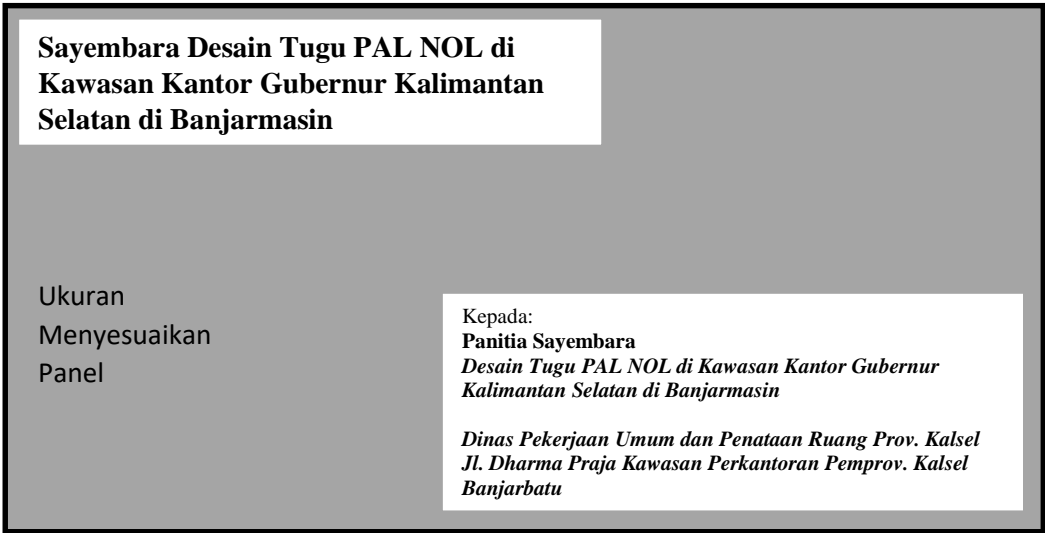 Sayembara Desain Tugu PAL NOL di
Kawasan Kantor Gubernur Kalimantan
Selatan di Banjarmasin
Ukuran
Menyesuaikan
Panel
Kepada:
Panitia Sayembara
Desain Tugu PAL NOL di Kawasan Kantor Gubernur
Kalimantan Selatan di Banjarmasin
Dinas Pekerjaan Umum dan Penataan Ruang Prov. Kalsel
Jl. Dharma Praja Kawasan Perkantoran Pemprov. Kalsel
Banjarbatu